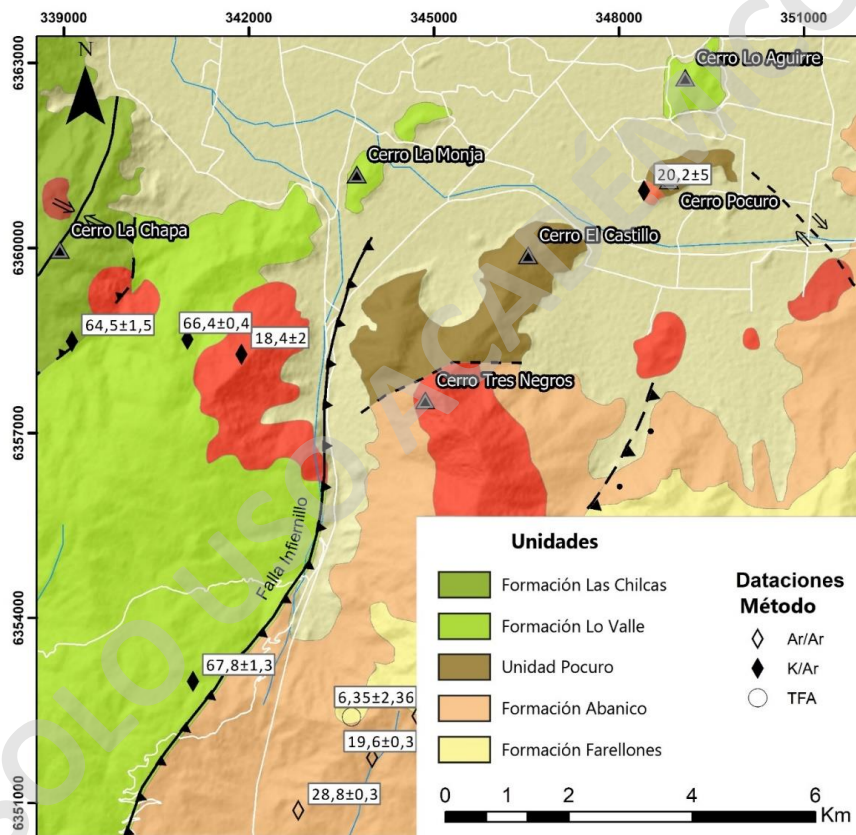 339000
342000
345000
348000
351000
6363000
6360000
6357000
6354000
6351000
N
Cerro Lo Aguirre
Cerro La Monja
20,2±5
Cerro Pocuro
Cerro La Chapa
Cerro El Castillo
64,5±1,5
66,4±0,4
18,4±2
Cerro Tres Negros
Falla Infiernillo
67,8±1,3
6,35±2,36
19,6±0,3
28,8±0,3
Unidades
Formación Las Chilcas
Formación Lo Valle
Unidad Pocuro
Formación Abanico
Formación Farellones
Dataciones
Método
Ar/Ar
K/Ar
TFA
0 1 2 4 6
Km
SOLO USO ACADÉMICO